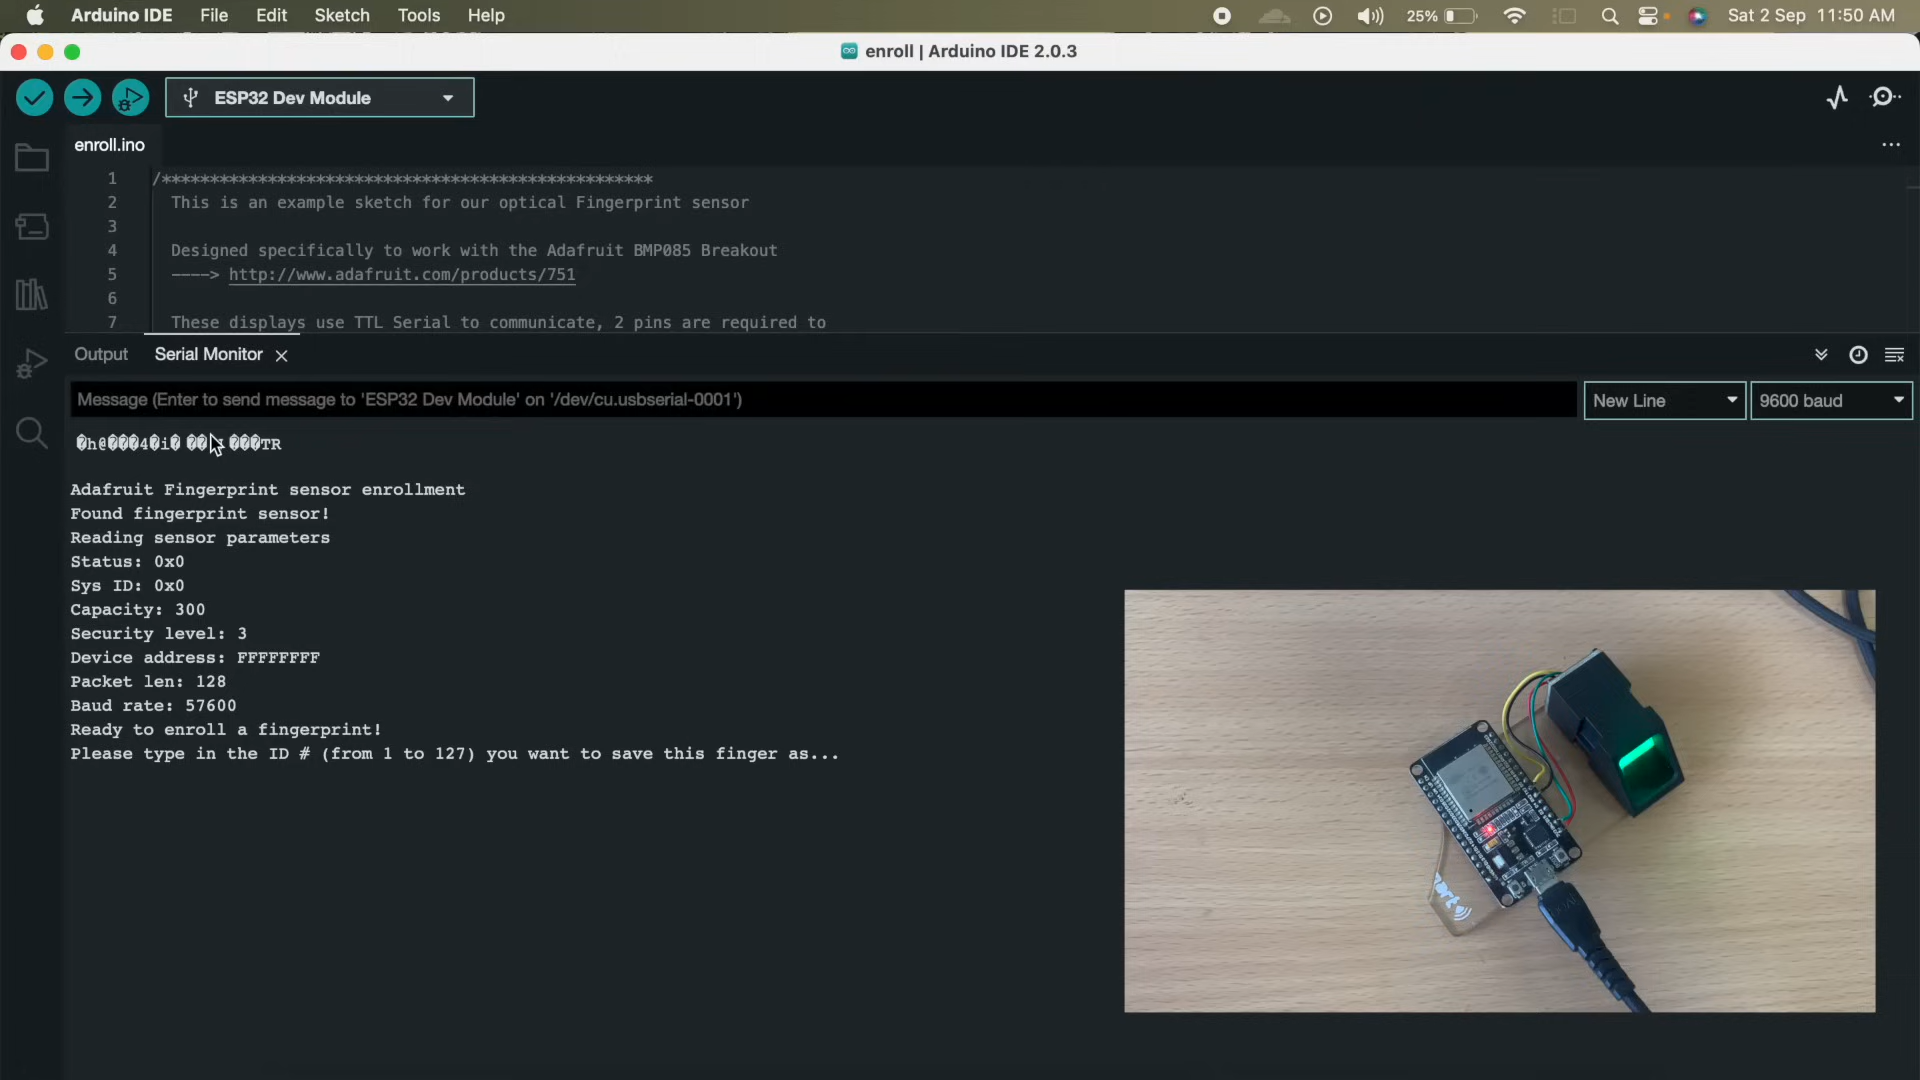 Arduino IDE File Edit Sketch Tools Help 25% Sat 2 Sep 11:50 AM
enroll | Arduino IDE 2.0.3
ESP32 Dev Module
enroll.ino
1 /**************************************************
2 This is an example sketch for our optical Fingerprint sensor
3
4 Designed specifically to work with the Adafruit BMP085 Breakout
5 ----> http://www.adafruit.com/products/751
6
7 These displays use TTL Serial to communicate, 2 pins are required to
Output Serial Monitor
Message (Enter to send message to 'ESP32 Dev Module' on '/dev/cu.usbserial-0001') New Line 9600 baud
Adafruit Fingerprint sensor enrollment
Found fingerprint sensor!
Reading sensor parameters
Status: 0x0
Sys ID: 0x0
Capacity: 300
Security level: 3
Device address: FFFFFFFF
Packet len: 128
Baud rate: 57600
Ready to enroll a fingerprint!
Please type in the ID # (from 1 to 127) you want to save this finger as...